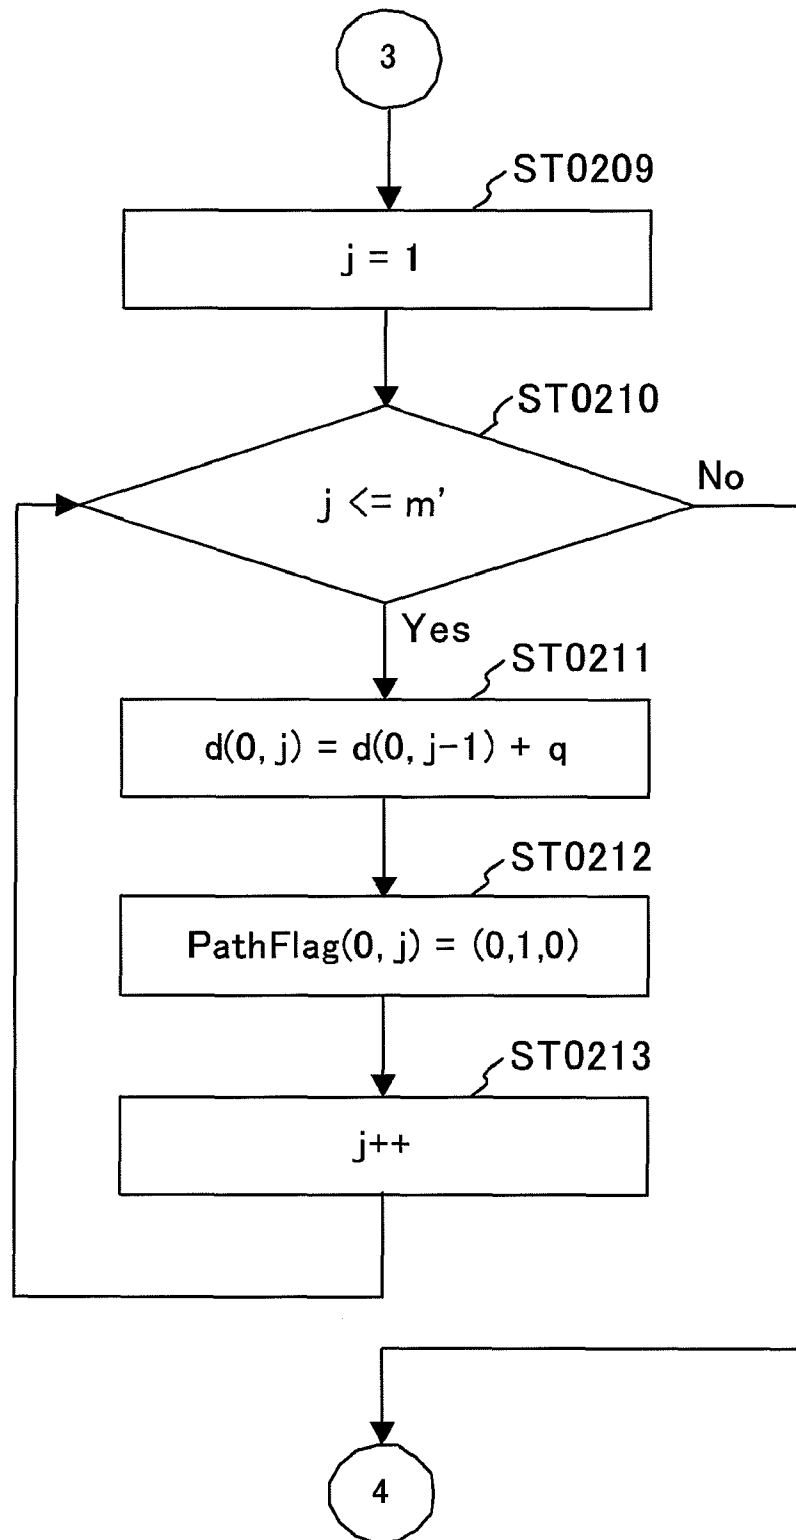 3
ST0209
j = 1
ST0210
j <= m’
No
Yes
ST0211
d(0, j) = d(0, j-1) + q
ST0212
PathFlag(0, j) = (0,1,0)
ST0213
j++
4